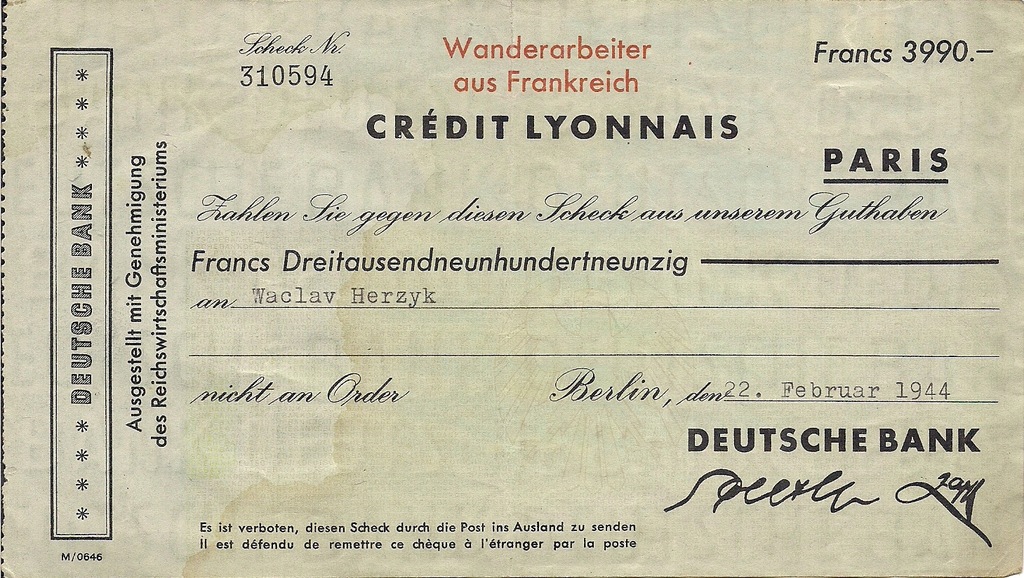 Scheck Nr.
310594
Wanderarbeiter
aus Frankreich
Francs 3990.–
CRÉDIT LYONNAIS
PARIS
* * * * DEUTSCHE BANK * * * *
Ausgestellt mit Genehmigung
des Reichswirtschaftsministeriums
Zahlen Sie gegen diesen Scheck aus unserem Guthaben
Francs Dreitausendneunhundertneunzig
an Waclav Herzyk
nicht an Order
Berlin, den 22. Februar 1944
DEUTSCHE BANK
Es ist verboten, diesen Scheck durch die Post ins Ausland zu senden
Il est défendu de remettre ce chèque à l'étranger par la poste
M/0646